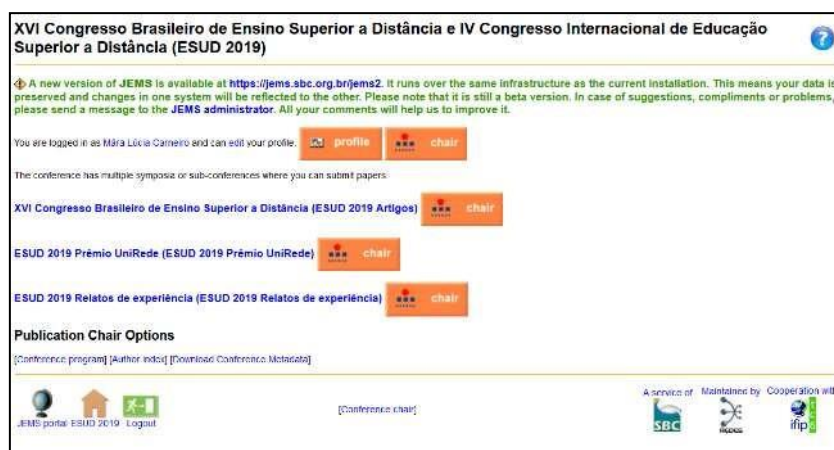 XVI Congresso Brasileiro de Ensino Superior a Distância e IV Congresso Internacional de Educação
Superior a Distância (ESUD 2019)
A new version of JEMS is available at https://jems.sbc.org.br/jems2. It runs over the same infrastructure as the current installation. This means your data is
preserved and changes in one system will be reflected to the other. Please note that it is still a beta version. In case of suggestions, compliments or problems,
please send a message to the JEMS administrator. All your comments will help us to improve it.
You are logged in as Mára Lúcia Carneiro and can edit your profile. profile chair
The conference has multiple symposia or sub-conferences where you can submit papers
XVI Congresso Brasileiro de Ensino Superior a Distância (ESUD 2019 Artigos) chair
ESUD 2019 Prêmio UniRede (ESUD 2019 Prêmio UniRede) chair
ESUD 2019 Relatos de experiência (ESUD 2019 Relatos de experiência) chair
Publication Chair Options
[Conference program] [Author Index] [Download Conference Metadata]
JEMS portal ESUD 2019 Logout
[Conference chair]
A service of Maintained by Cooperation with
SBC ifip